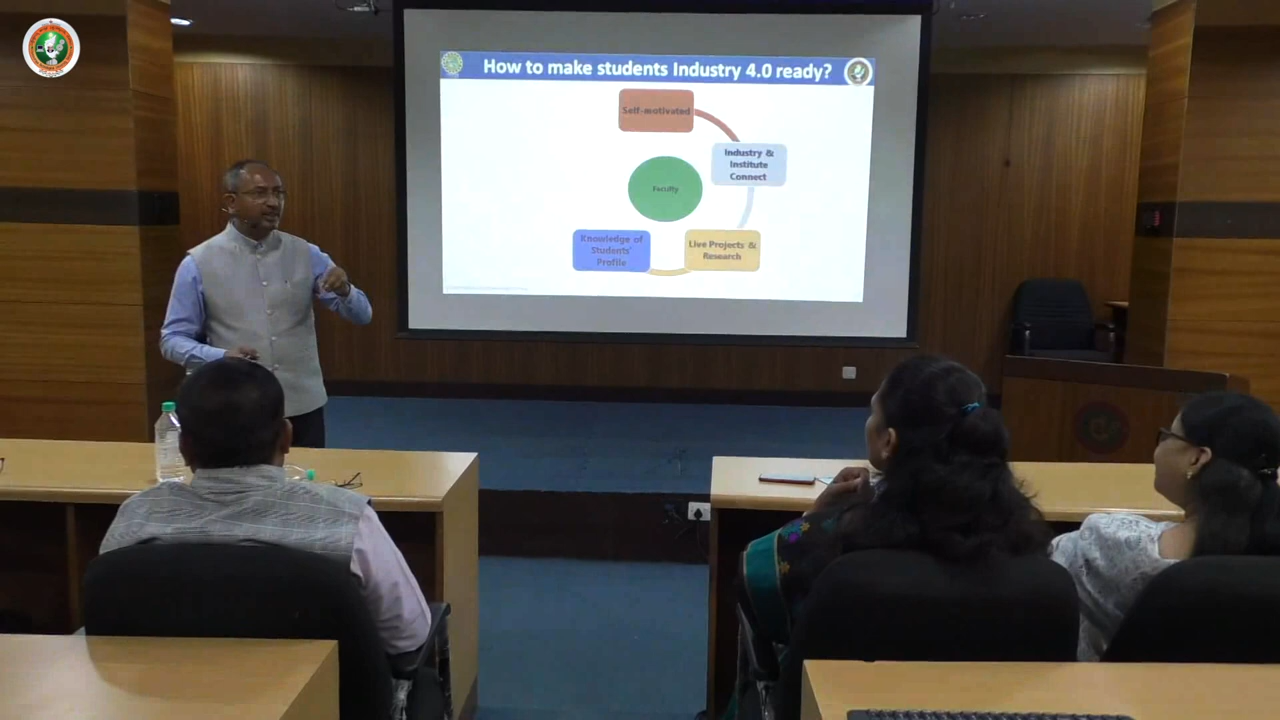 How to make students Industry 4.0 ready?
Self-motivated
Industry &
Institute
Connect
Faculty
Knowledge of
Students'
Profile
Live Projects &
Research